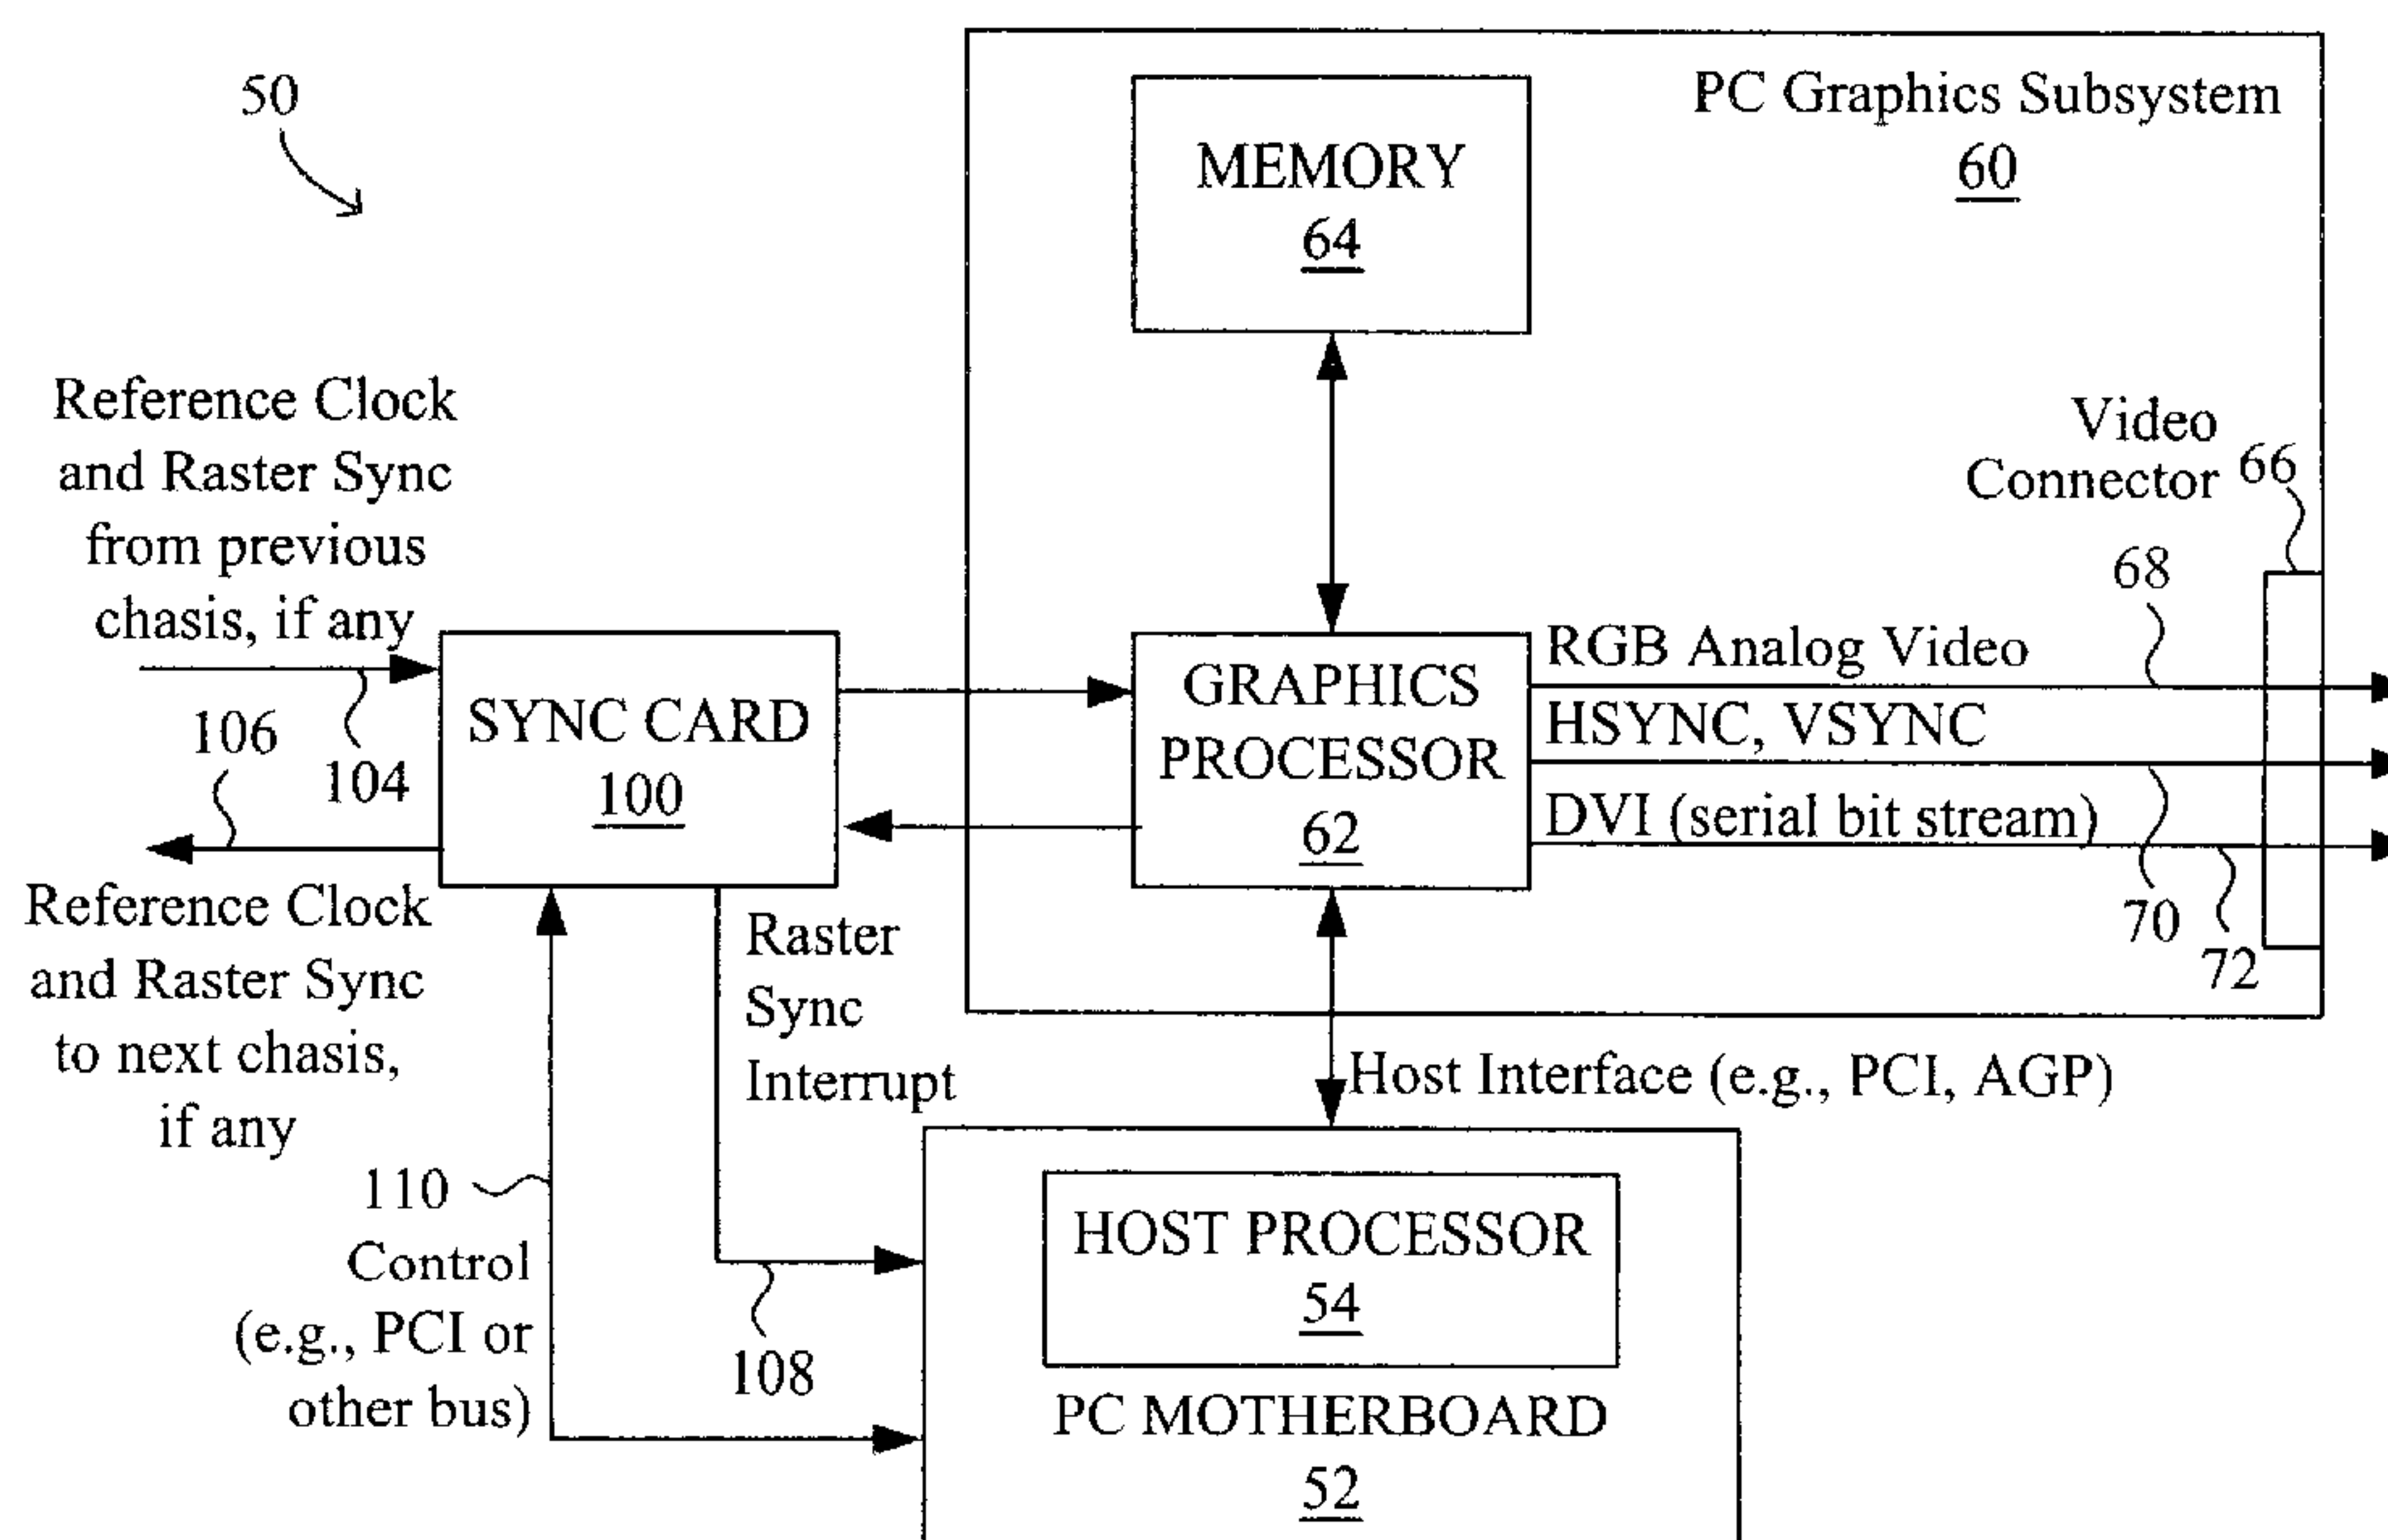 50
PC Graphics Subsystem
60
MEMORY
64
Reference Clock
and Raster Sync
from previous
chasis, if any
104
106
Reference Clock
and Raster Sync
to next chasis,
if any
SYNC CARD
100
GRAPHICS
PROCESSOR
62
Video
Connector
66
68
RGB Analog Video
HSYNC, VSYNC
DVI (serial bit stream)
70
72
Raster
Sync
Interrupt
Host Interface (e.g., PCI, AGP)
110
Control
(e.g., PCI or
other bus)
108
HOST PROCESSOR
54
PC MOTHERBOARD
52